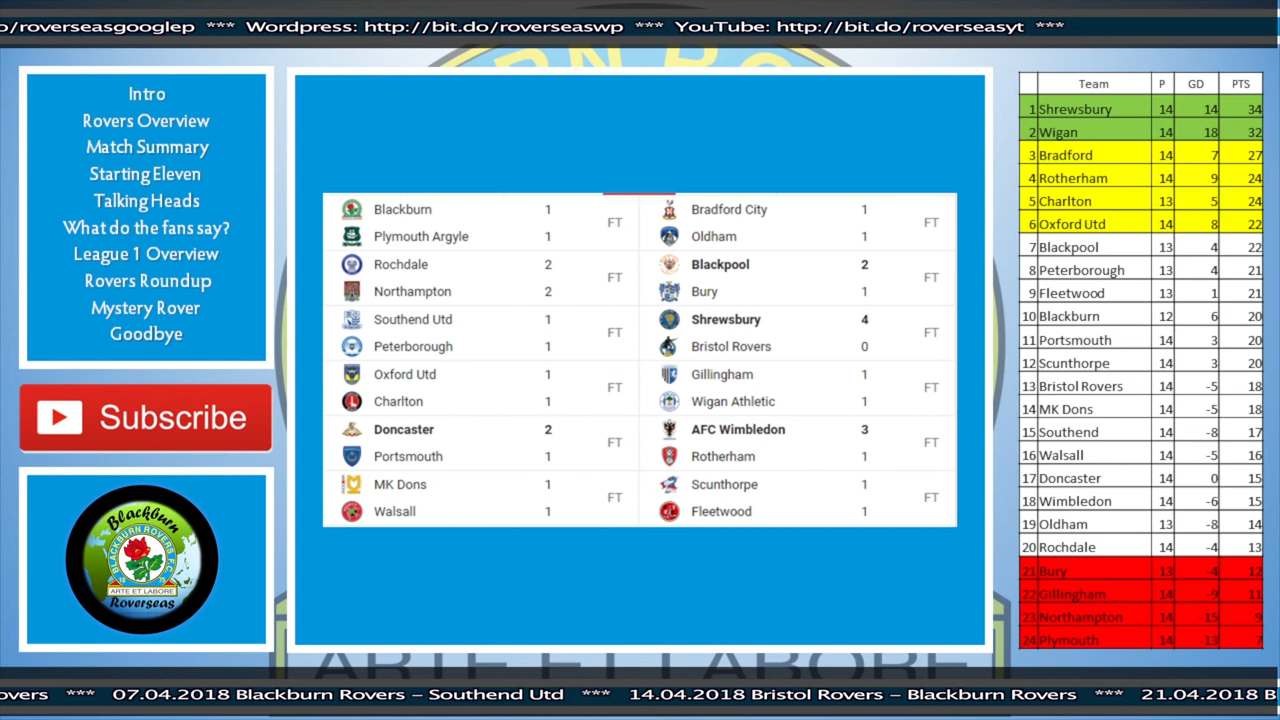 o/roverseasgooglep *** Wordpress: http://bit.do/roverseaswp *** YouTube: http://bit.do/roverseasyt ***
Intro
Rovers Overview
Match Summary
Starting Eleven
Talking Heads
What do the fans say?
League 1 Overview
Rovers Roundup
Mystery Rover
Goodbye
Subscribe
Blackburn
BLACKBURN ROVERS F.C.
1875
ARTE ET LABORE
Roverseas
Blackburn 1
Plymouth Argyle 1
FT
Bradford City 1
Oldham 1
FT
Rochdale 2
Northampton 2
FT
Blackpool 2
Bury 1
FT
Southend Utd 1
Peterborough 1
FT
Shrewsbury 4
Bristol Rovers 0
FT
Oxford Utd 1
Charlton 1
FT
Gillingham 1
Wigan Athletic 1
FT
Doncaster 2
Portsmouth 1
FT
AFC Wimbledon 3
Rotherham 1
FT
MK Dons 1
Walsall 1
FT
Scunthorpe 1
Fleetwood 1
FT
Team P GD PTS
1 Shrewsbury 14 14 34
2 Wigan 14 18 32
3 Bradford 14 7 27
4 Rotherham 14 9 24
5 Charlton 13 5 24
6 Oxford Utd 14 8 22
7 Blackpool 13 4 22
8 Peterborough 13 4 21
9 Fleetwood 13 1 21
10 Blackburn 12 6 20
11 Portsmouth 14 3 20
12 Scunthorpe 14 3 20
13 Bristol Rovers 14 -5 18
14 MK Dons 14 -5 18
15 Southend 14 -8 17
16 Walsall 14 -5 16
17 Doncaster 14 0 15
18 Wimbledon 14 -6 15
19 Oldham 13 -8 14
20 Rochdale 14 -4 13
21 Bury 13 -4 12
22 Gillingham 14 -9 11
23 Northampton 14 -15 9
24 Plymouth 14 -13 7
ARTE ET LABORE
overs *** 07.04.2018 Blackburn Rovers – Southend Utd *** 14.04.2018 Bristol Rovers – Blackburn Rovers *** 21.04.2018 B